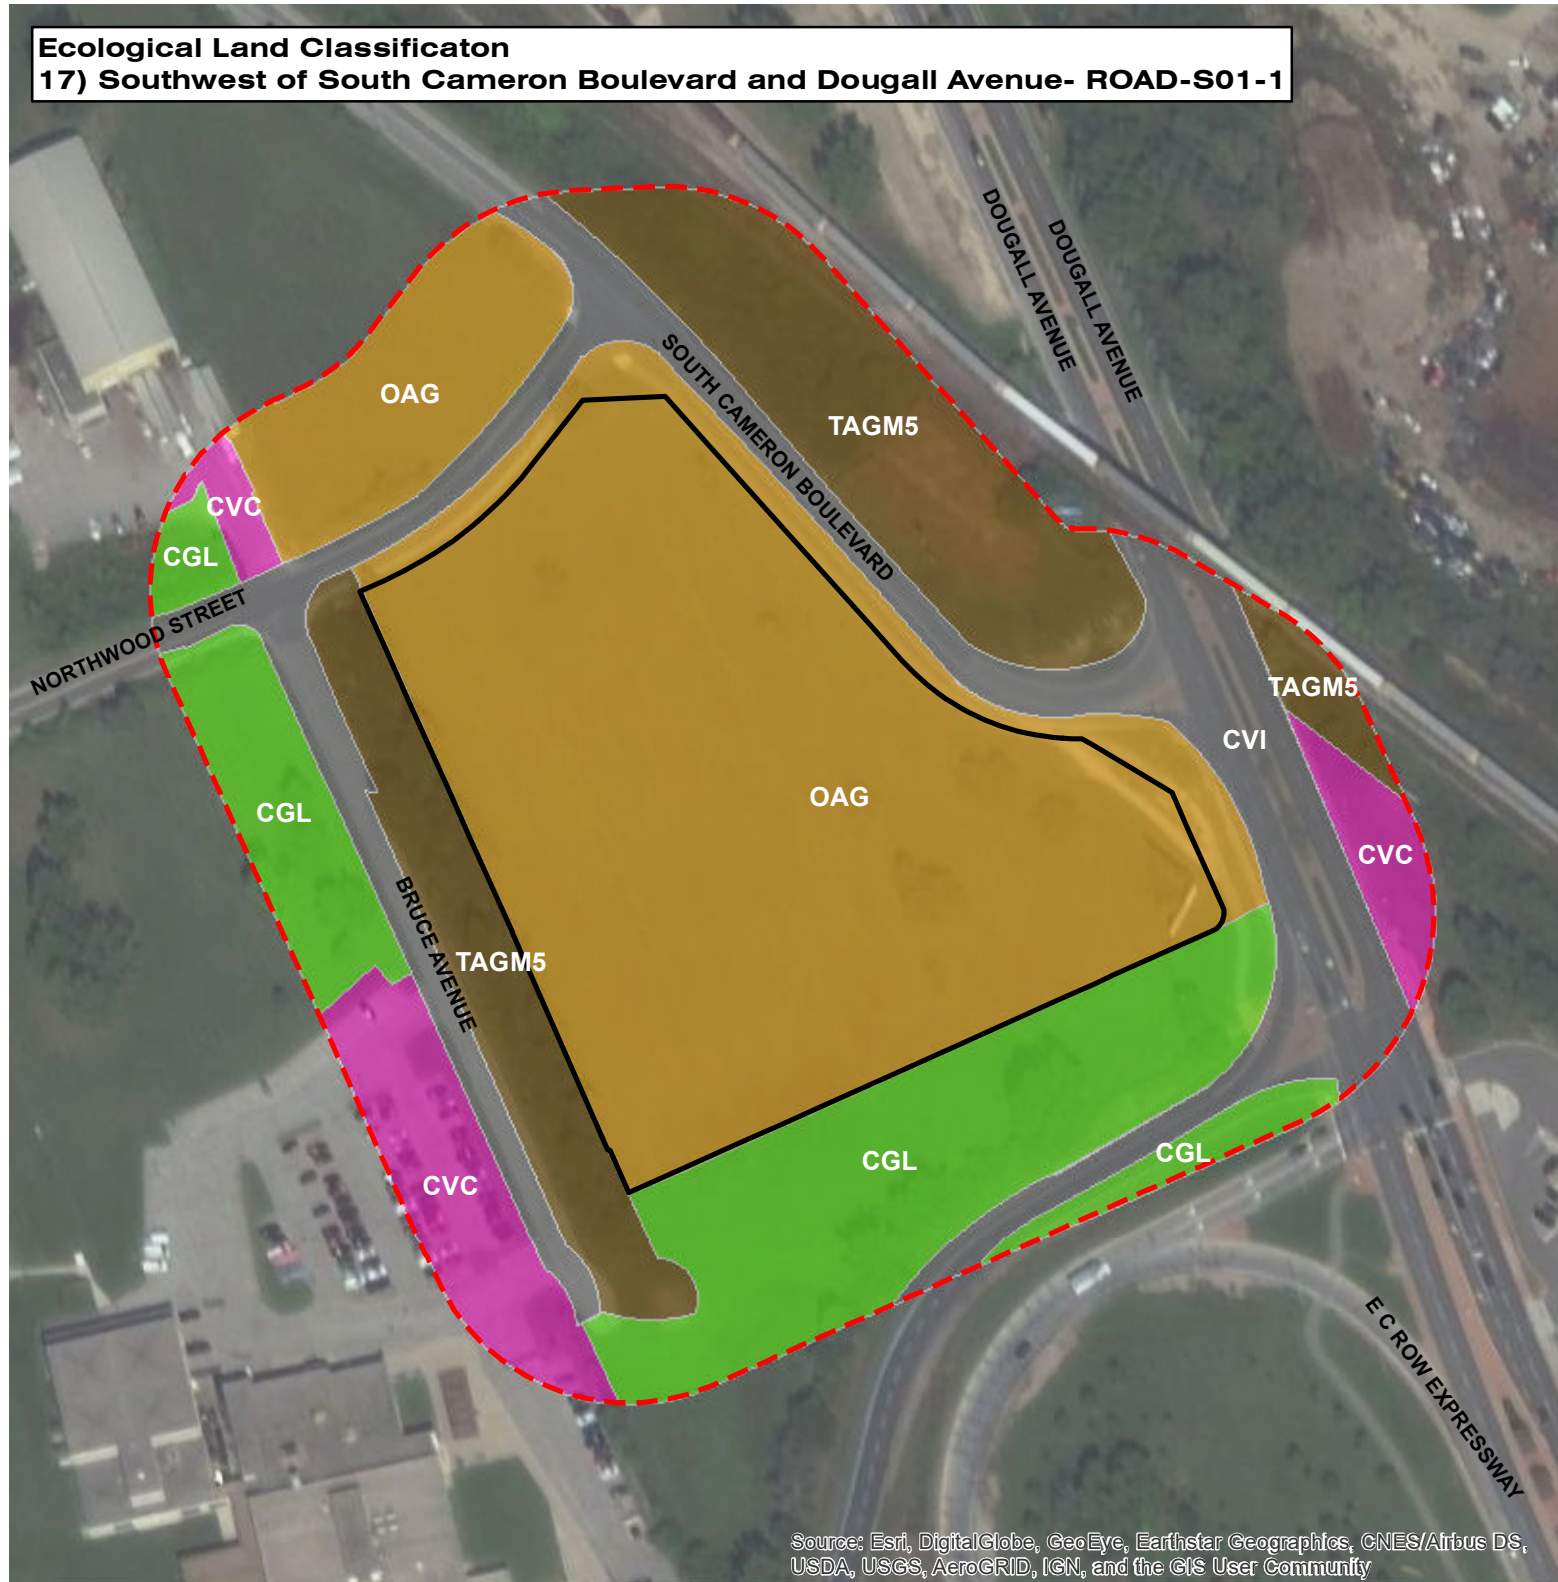 Ecological Land Classificaton
17) Southwest of South Cameron Boulevard and Dougall Avenue- ROAD-S01-1
DOUGALL AVENUE
DOUGALL AVENUE
SOUTH CAMERON BOULEVARD
OAG
TAGM5
CVC
CGL
NORTHWOOD STREET
TAGM5
CVI
OAG
CGL
CVC
BRUCE AVENUE
TAGM5
CGL
CGL
CVC
E C ROW EXPRESSWAY
Source: Esri, DigitalGlobe, GeoEye, Earthstar Geographics, CNES/Airbus DS,
USDA, USGS, AeroGRID, IGN, and the GIS User Community